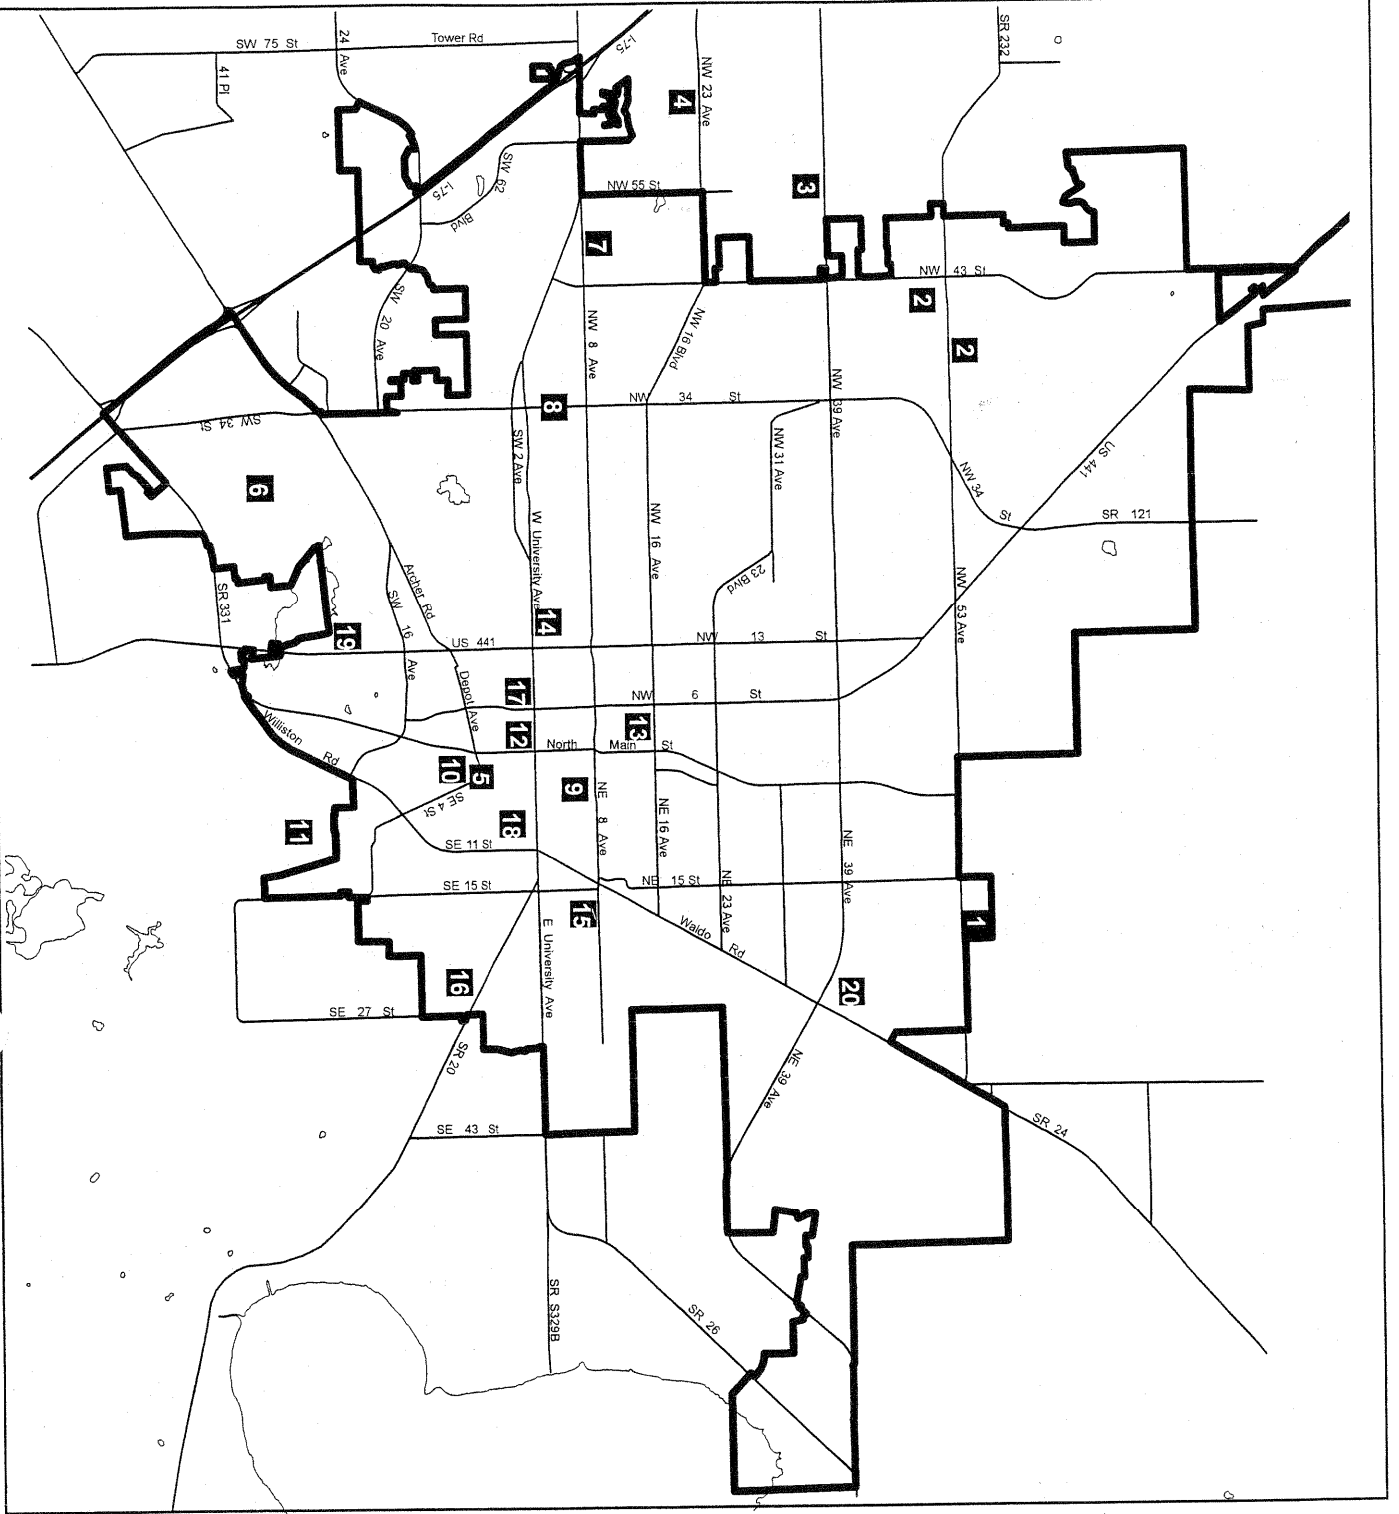 SW 75 St
Tower Rd
24 Ave
41 Pl
I-75
NW 23 Ave
SR 232
4
3
SW 62
Blvd
I-75
NW 55 St
7
NW 43 St
2
2
SW 20 Ave
NW 8 Ave
NW 16 Blvd
8
NW 34 St
NW 39 Ave
SW 34 St
SW 2 Ave
NW 31 Ave
US 441
NW 34
St
SR 121
6
W University Ave
NW 16 Ave
23 Blvd
NW 53 Ave
Archer Rd
SW 16 Ave
SR 331
19
14
US 441
NW 13 St
Depot Ave
17
NW 6 St
Williston Rd
12
13
North Main St
10
5
9
SE 4 St
NE 8 Ave
NE 16 Ave
11
18
SE 11 St
NE 39 Ave
SE 15 St
NE 15 St
NE 23 Ave
15
Waldo Rd
E University Ave
1
16
20
SE 27 St
SR 20
NE 39 Ave
SE 43 St
SR 24
SR S329B
SR 26